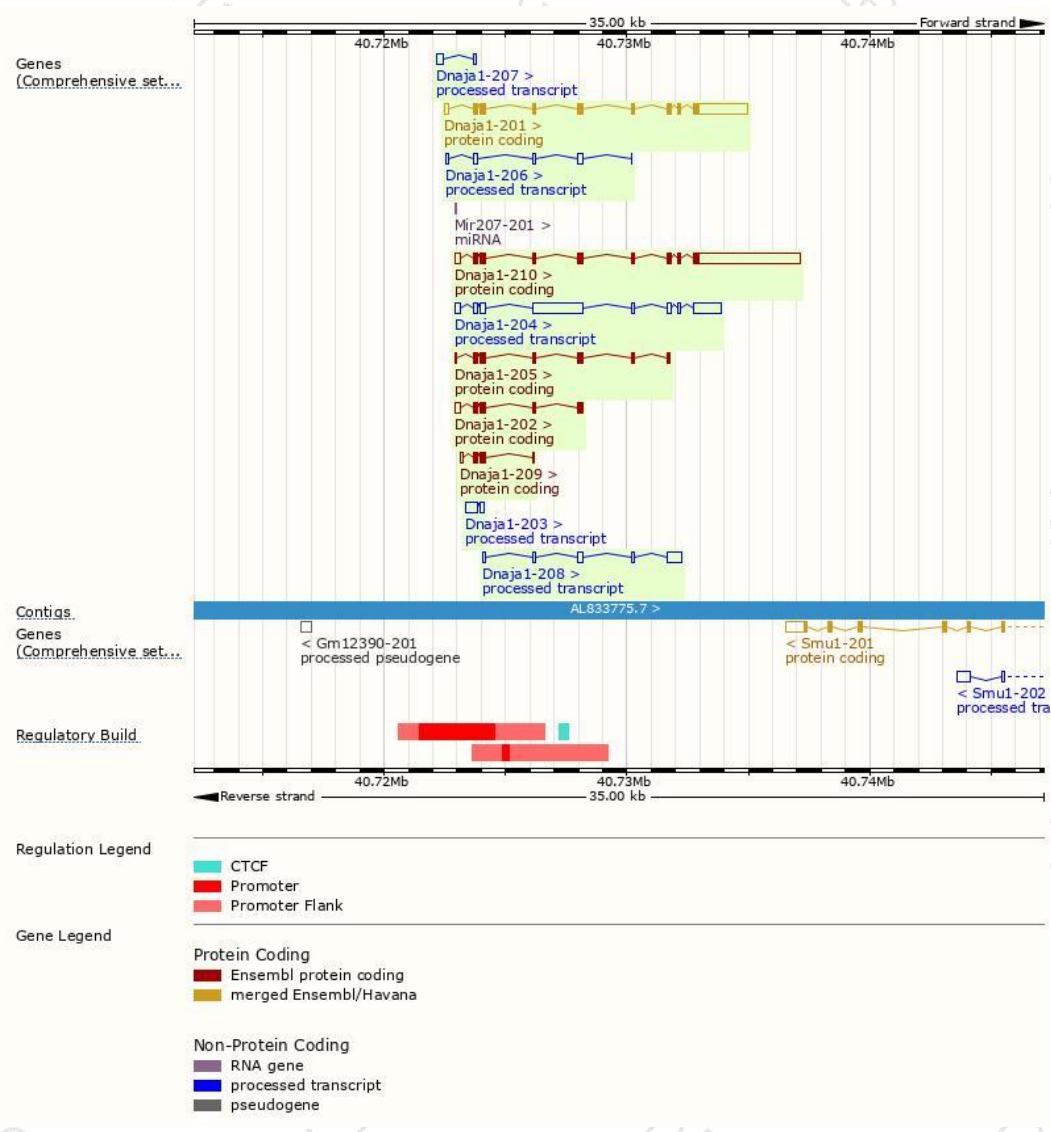 35.00 kb
Forward strand
40.72Mb 40.73Mb 40.74Mb
Genes
(Comprehensive set...
Dnaja1-207 >
processed transcript
Dnaja1-201 >
protein coding
Dnaja1-206 >
processed transcript
Mir207-201 >
miRNA
Dnaja1-210 >
protein coding
Dnaja1-204 >
processed transcript
Dnaja1-205 >
protein coding
Dnaja1-202 >
protein coding
Dnaja1-209 >
protein coding
Dnaja1-203 >
processed transcript
Dnaja1-208 >
processed transcript
Contigs
AL833775.7 >
Genes
(Comprehensive set...
< Gm12390-201
processed pseudogene
< Smu1-201
protein coding
< Smu1-202
processed tra
Regulatory Build
40.72Mb 40.73Mb 40.74Mb
Reverse strand
35.00 kb
Regulation Legend
CTCF
Promoter
Promoter Flank
Gene Legend
Protein Coding
Ensembl protein coding
merged Ensembl/Havana
Non-Protein Coding
RNA gene
processed transcript
pseudogene